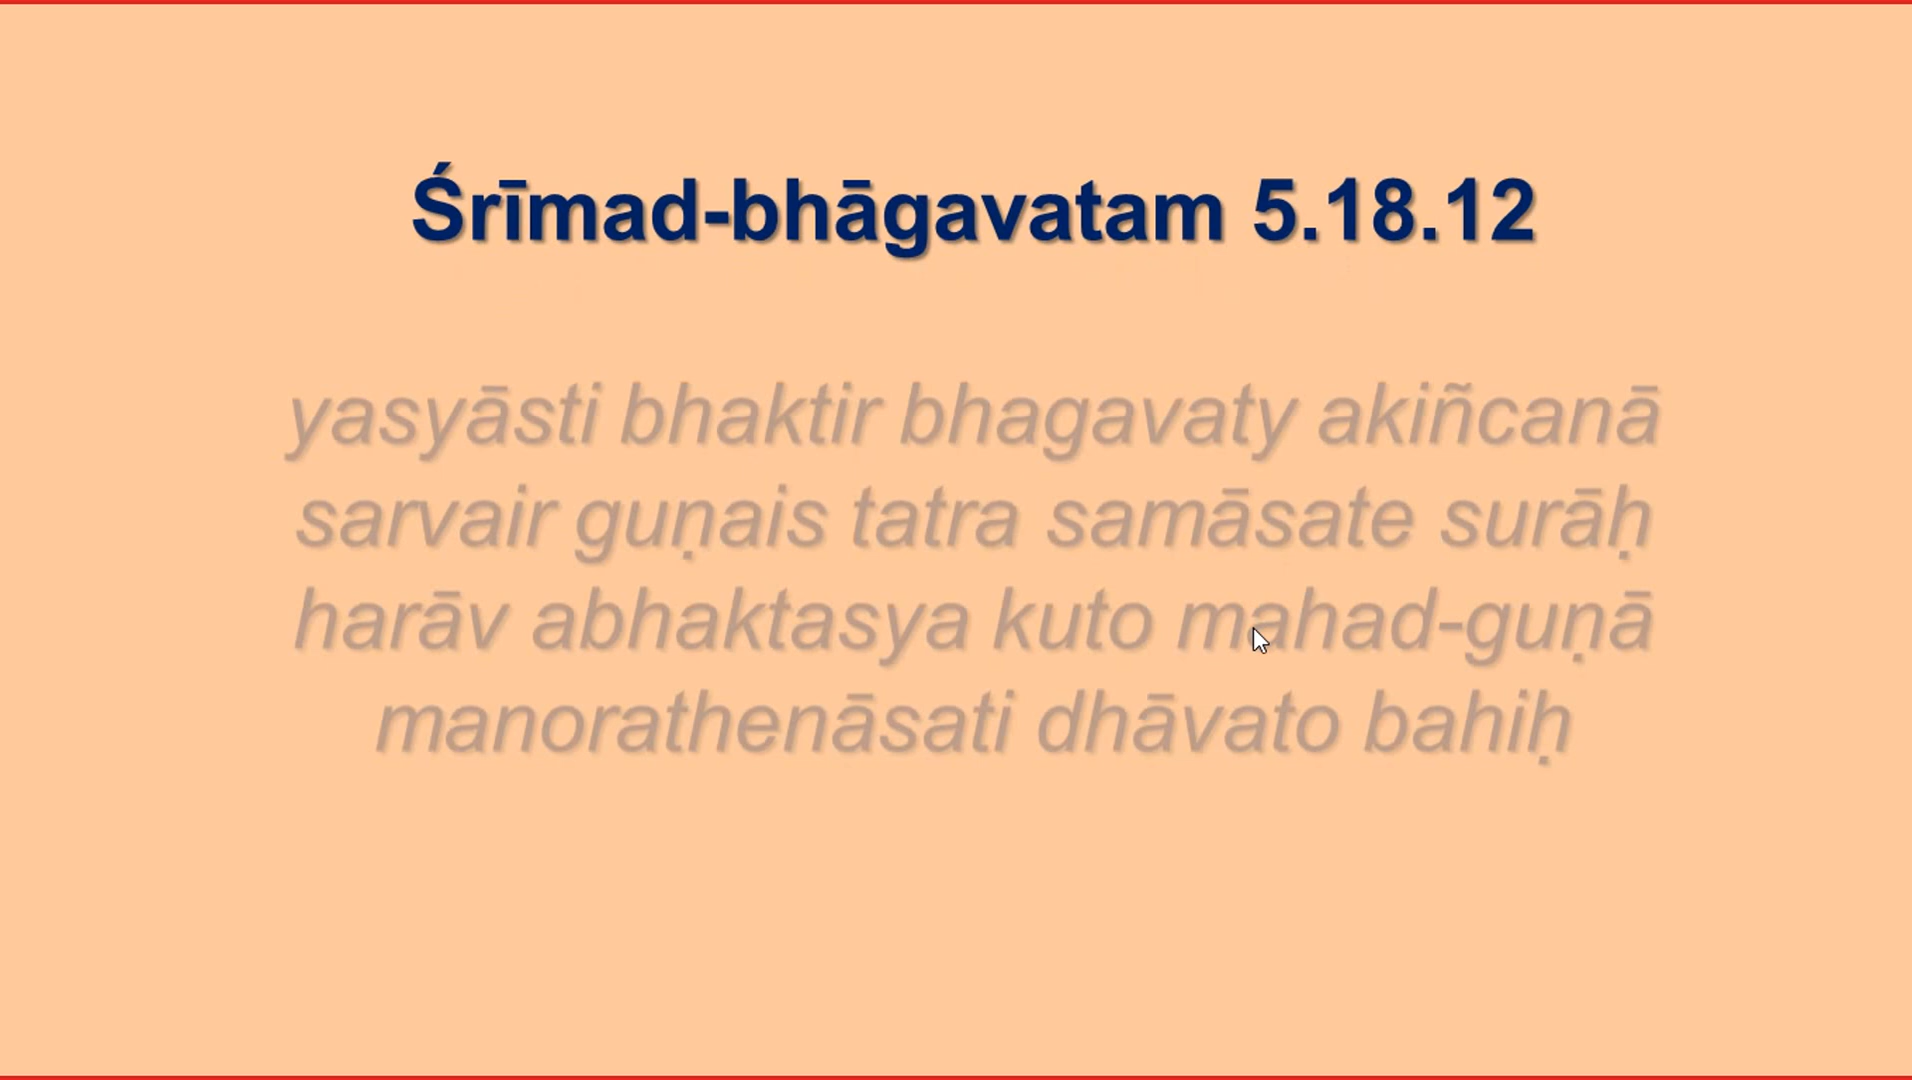 Śrīmad-bhāgavatam 5.18.12
yasyāsti bhaktir bhagavaty akiñcanā
sarvair guṇais tatra samāsate surāḥ
harāv abhaktasya kuto mahad-guṇā
manorathenāsati dhāvato bahiḥ